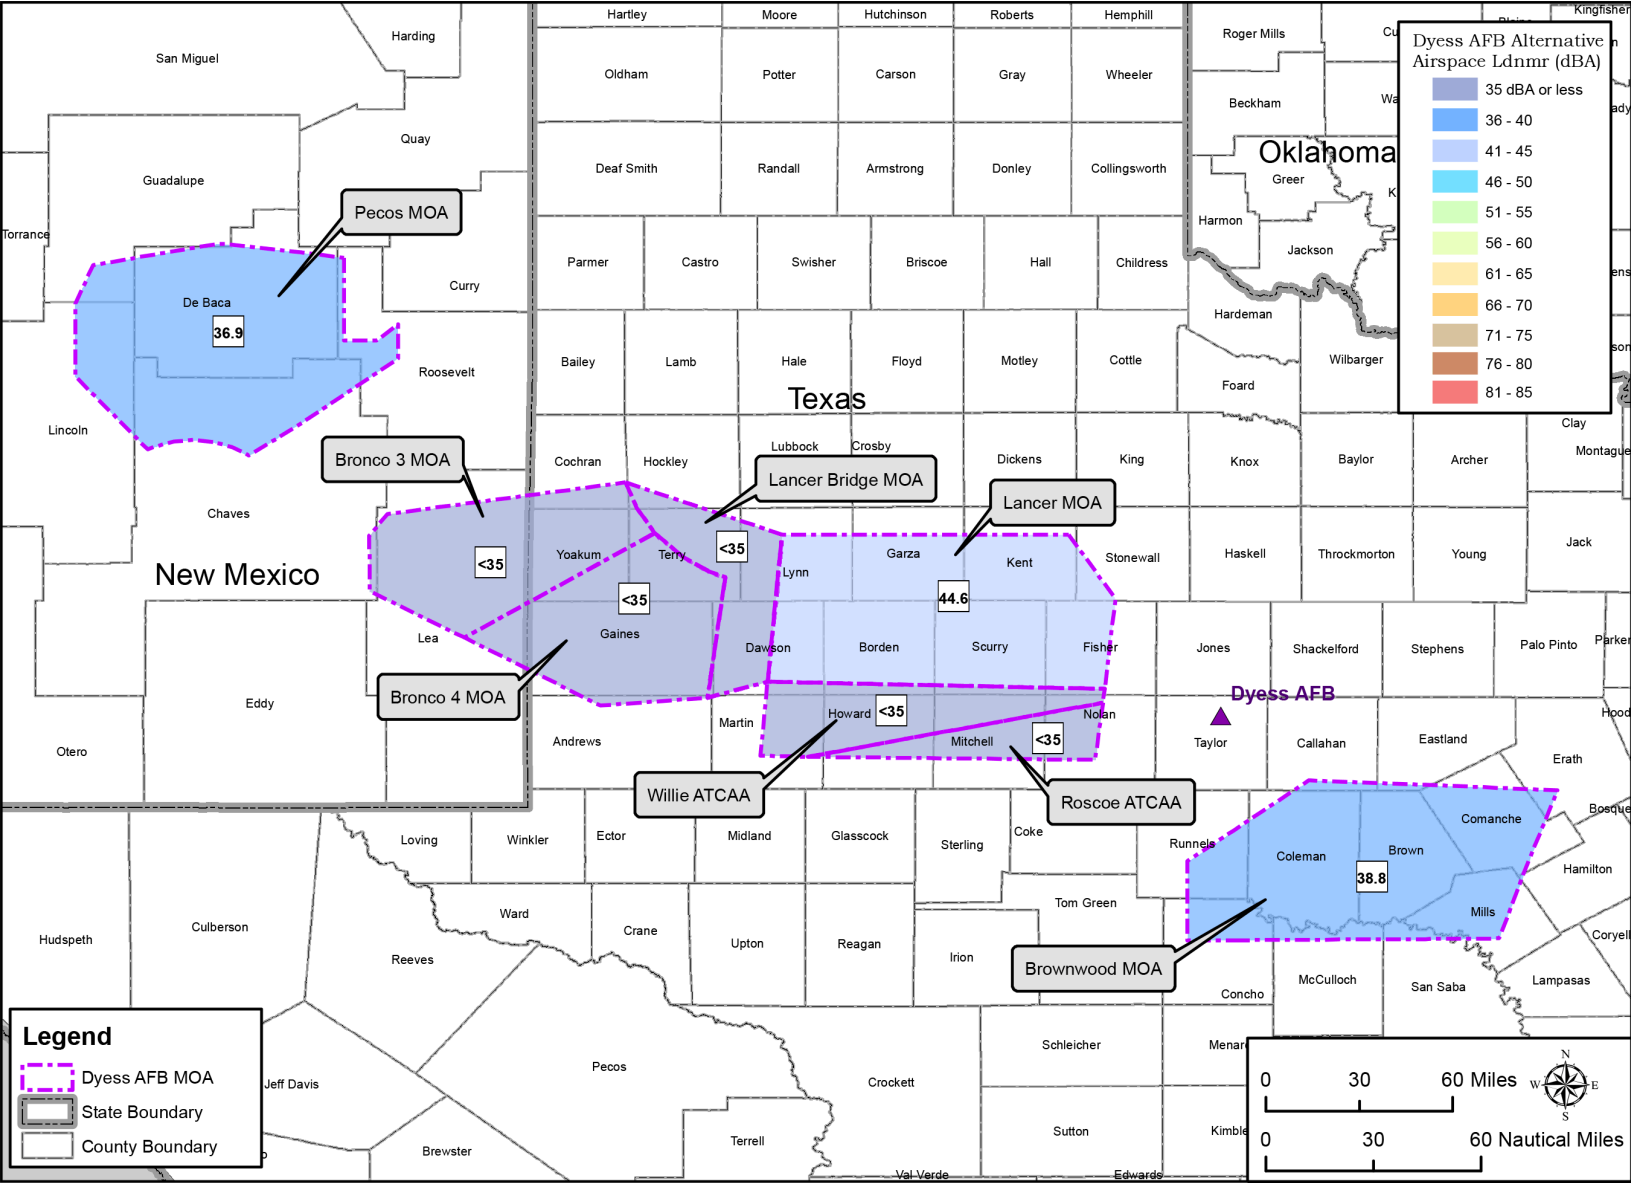 Hartley
Moore
Hutchinson
Roberts
Hemphill
Kingfisher
Harding
San Miguel
Roger Mills
Dyess AFB Alternative
Airspace Ldnmr (dBA)
35 dBA or less
36 - 40
41 - 45
46 - 50
51 - 55
56 - 60
61 - 65
66 - 70
71 - 75
76 - 80
81 - 85
Oldham
Potter
Carson
Gray
Wheeler
Beckham
Quay
Oklahoma
Guadalupe
Deaf Smith
Randall
Armstrong
Donley
Collingsworth
Greer
Pecos MOA
Harmon
Torrance
Jackson
Parmer
Castro
Swisher
Briscoe
Hall
Childress
Curry
De Baca
36.9
Hardeman
Roosevelt
Bailey
Lamb
Hale
Floyd
Motley
Cottle
Wilbarger
Foard
Texas
Lincoln
Clay
Montague
Lubbock
Crosby
Bronco 3 MOA
Cochran
Hockley
Dickens
King
Knox
Baylor
Archer
Lancer Bridge MOA
Lancer MOA
Chaves
<35
Yoakum
Terry
<35
Lynn
Garza
Kent
Stonewall
Haskell
Throckmorton
Young
Jack
New Mexico
<35
44.6
Lea
Gaines
Dawson
Borden
Scurry
Fisher
Jones
Shackelford
Stephens
Palo Pinto
Parker
Bronco 4 MOA
Dyess AFB
Eddy
Martin
Howard
<35
Nolan
Hood
Otero
Andrews
Mitchell
<35
Taylor
Callahan
Eastland
Erath
Willie ATCAA
Roscoe ATCAA
Bosque
Loving
Winkler
Ector
Midland
Glasscock
Sterling
Coke
Runnels
Coleman
Brown
Comanche
38.8
Hamilton
Ward
Crane
Upton
Reagan
Irion
Tom Green
Mills
Coryell
Hudspeth
Culberson
Reeves
Brownwood MOA
Concho
McCulloch
San Saba
Lampasas
Legend
Dyess AFB MOA
State Boundary
County Boundary
Jeff Davis
Pecos
Crockett
Schleicher
Menar
Brewster
Terrell
Sutton
Kimble
Val Verde
Edwards
0 30 60 Miles
0 30 60 Nautical Miles
N
W
E
S